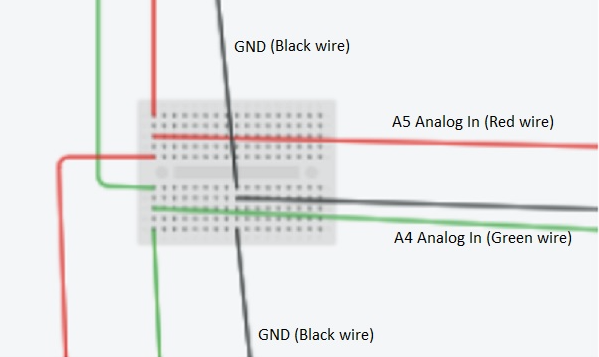 GND (Black wire)
A5 Analog In (Red wire)
A4 Analog In (Green wire)
GND (Black wire)